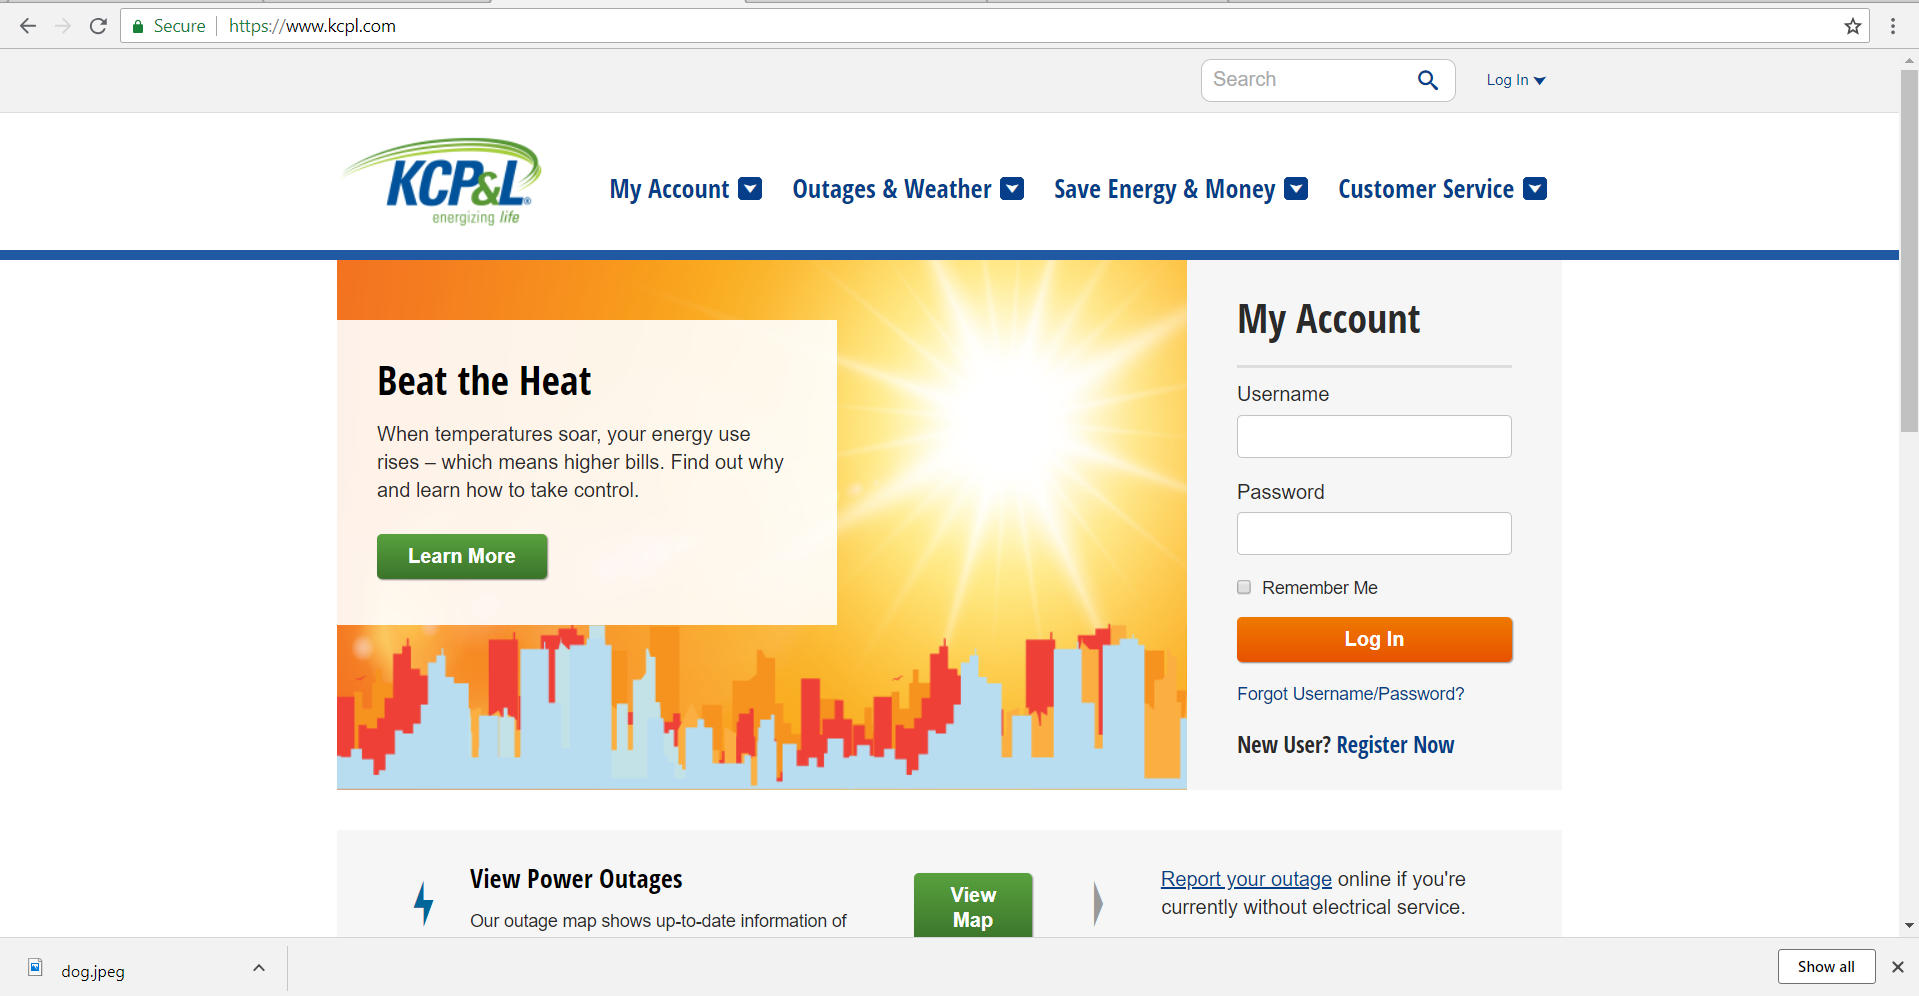 Secure
https://www.kcpl.com
Search
Log In
KCP&L®
energizing life
My Account
Outages & Weather
Save Energy & Money
Customer Service
Beat the Heat
When temperatures soar, your energy use
rises – which means higher bills. Find out why
and learn how to take control.
Learn More
My Account
Username
Password
Remember Me
Log In
Forgot Username/Password?
New User? Register Now
View Power Outages
Our outage map shows up-to-date information of
View
Map
Report your outage online if you're
currently without electrical service.
dog.jpeg
Show all